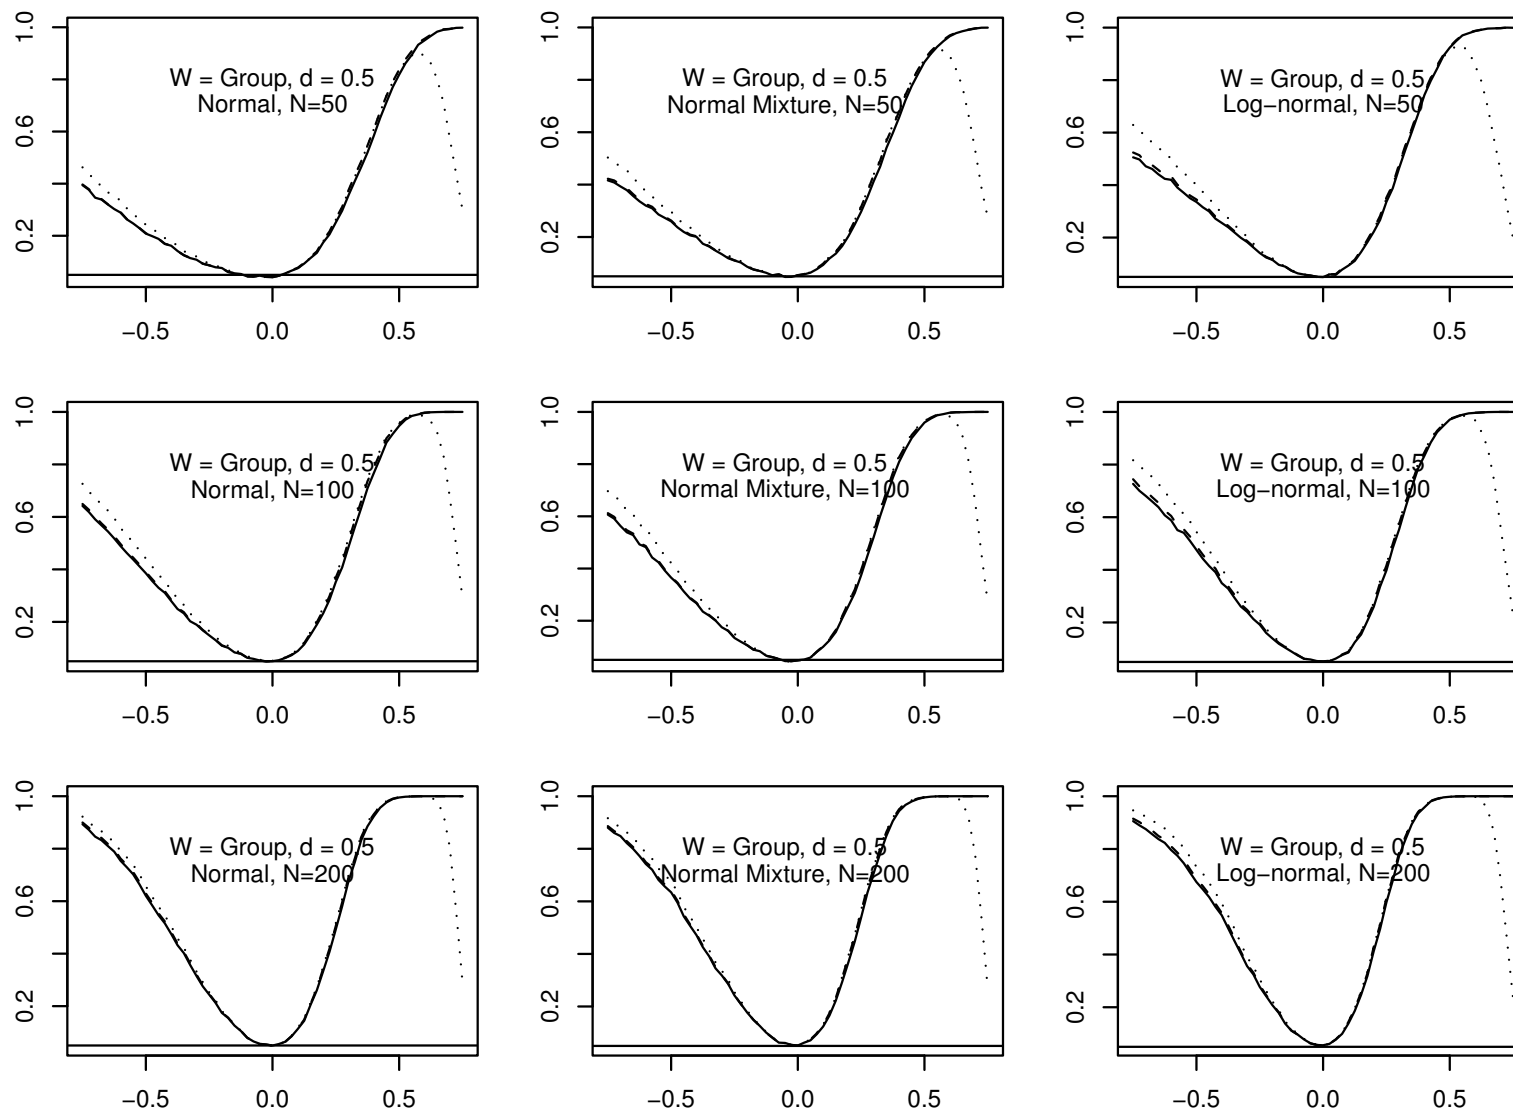 1.0
0.6
0.2
W = Group, d = 0.5
Normal, N=50
−0.5 0.0 0.5
1.0
0.6
0.2
W = Group, d = 0.5
Normal Mixture, N=50
−0.5 0.0 0.5
1.0
0.6
0.2
W = Group, d = 0.5
Log−normal, N=50
−0.5 0.0 0.5
1.0
0.6
0.2
W = Group, d = 0.5
Normal, N=100
−0.5 0.0 0.5
1.0
0.6
0.2
W = Group, d = 0.5
Normal Mixture, N=100
−0.5 0.0 0.5
1.0
0.6
0.2
W = Group, d = 0.5
Log−normal, N=100
−0.5 0.0 0.5
1.0
0.6
0.2
W = Group, d = 0.5
Normal, N=200
−0.5 0.0 0.5
1.0
0.6
0.2
W = Group, d = 0.5
Normal Mixture, N=200
−0.5 0.0 0.5
1.0
0.6
0.2
W = Group, d = 0.5
Log−normal, N=200
−0.5 0.0 0.5